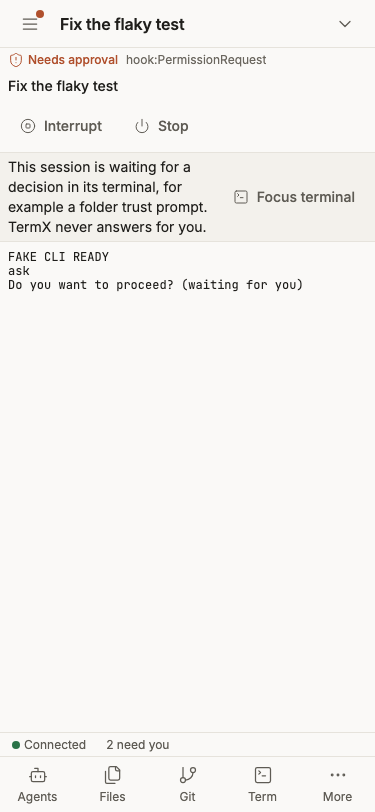 Fix the flaky test
Needs approval hook:PermissionRequest
Fix the flaky test
Interrupt Stop
This session is waiting for a
decision in its terminal, for
example a folder trust prompt.
TermX never answers for you.
Focus terminal
FAKE CLI READY
ask
Do you want to proceed? (waiting for you)
Connected 2 need you
Agents Files Git Term More